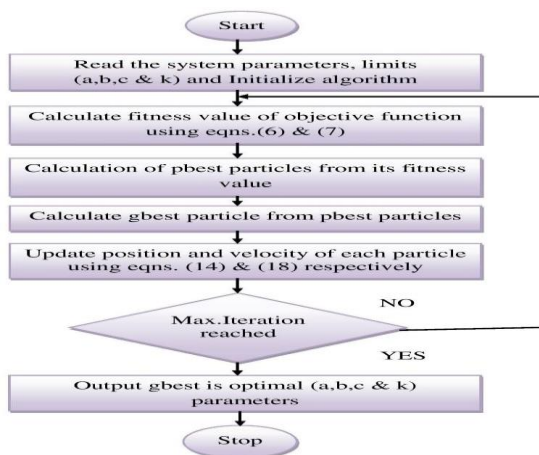 Start
Read the system parameters, limits
(a,b,c & k) and Initialize algorithm
Calculate fitness value of objective function
using eqns.(6) & (7)
Calculation of pbest particles from its fitness
value
Calculate gbest particle from pbest particles
Update position and velocity of each particle
using eqns. (14) & (18) respectively
NO
Max.Iteration
reached
YES
Output gbest is optimal (a,b,c & k)
parameters
Stop